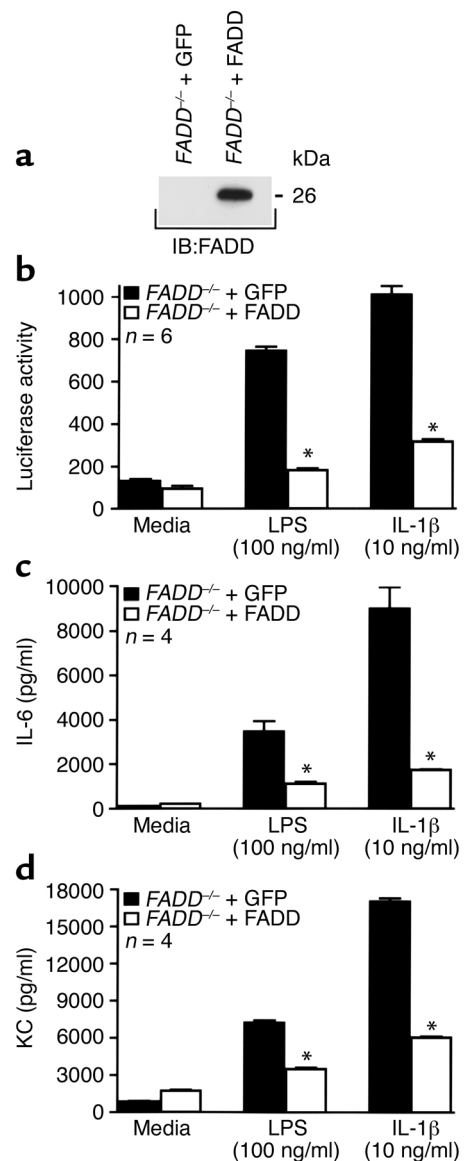 FADD–/– + GFP
FADD–/– + FADD
a
kDa
- 26
IB:FADD
b
Luciferase activity
1000
800
600
400
200
0
FADD–/– + GFP
FADD–/– + FADD
n = 6
*
*
Media
LPS
(100 ng/ml)
IL-1β
(10 ng/ml)
c
IL-6 (pg/ml)
10000
8000
6000
4000
2000
0
FADD–/– + GFP
FADD–/– + FADD
n = 4
*
*
Media
LPS
(100 ng/ml)
IL-1β
(10 ng/ml)
d
KC (pg/ml)
18000
15000
12000
9000
6000
3000
0
FADD–/– + GFP
FADD–/– + FADD
n = 4
*
*
Media
LPS
(100 ng/ml)
IL-1β
(10 ng/ml)